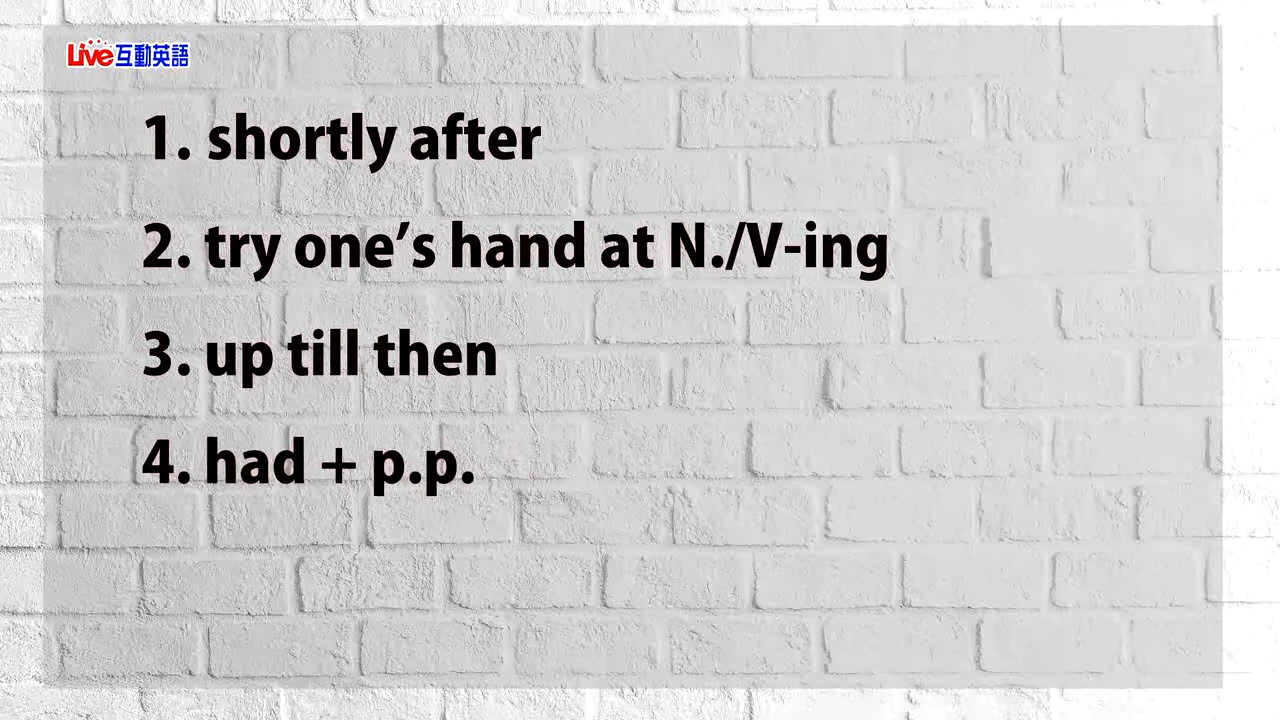 Live互動英語
1. shortly after
2. try one’s hand at N./V-ing
3. up till then
4. had + p.p.